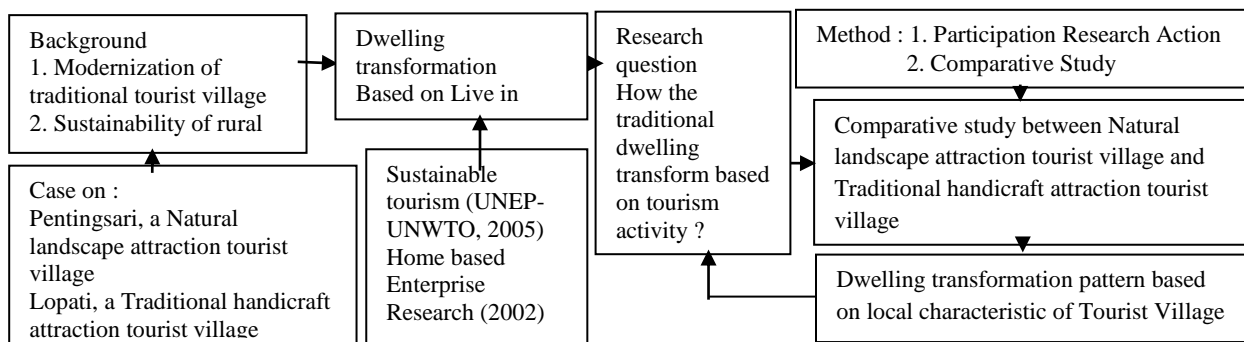 Background
1. Modernization of
traditional tourist village
2. Sustainability of rural
Case on :
Pentingsari, a Natural
landscape attraction tourist
village
Lopati, a Traditional handicraft
attraction tourist village
Dwelling
transformation
Based on Live in
Sustainable
tourism (UNEP-
UNWTO, 2005)
Home based
Enterprise
Research (2002)
Research
question
How the
traditional
dwelling
transform based
on tourism
activity ?
Method : 1. Participation Research Action
2. Comparative Study
Comparative study between Natural
landscape attraction tourist village and
Traditional handicraft attraction tourist
village
Dwelling transformation pattern based
on local characteristic of Tourist Village